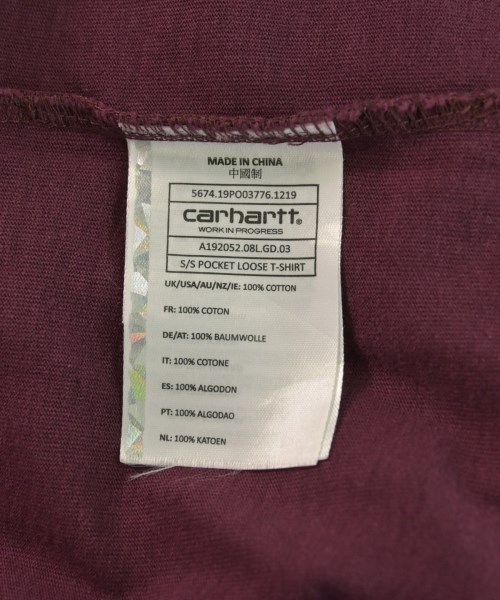 MADE IN CHINA
中國制
5674.19PO03776.1219
carhartt®
WORK IN PROGRESS
A192052.08L.GD.03
S/S POCKET LOOSE T-SHIRT
UK/USA/AU/NZ/IE: 100% COTTON
FR: 100% COTON
DE/AT: 100% BAUMWOLLE
IT: 100% COTONE
ES: 100% ALGODON
PT: 100% ALGODAO
NL: 100% KATOEN